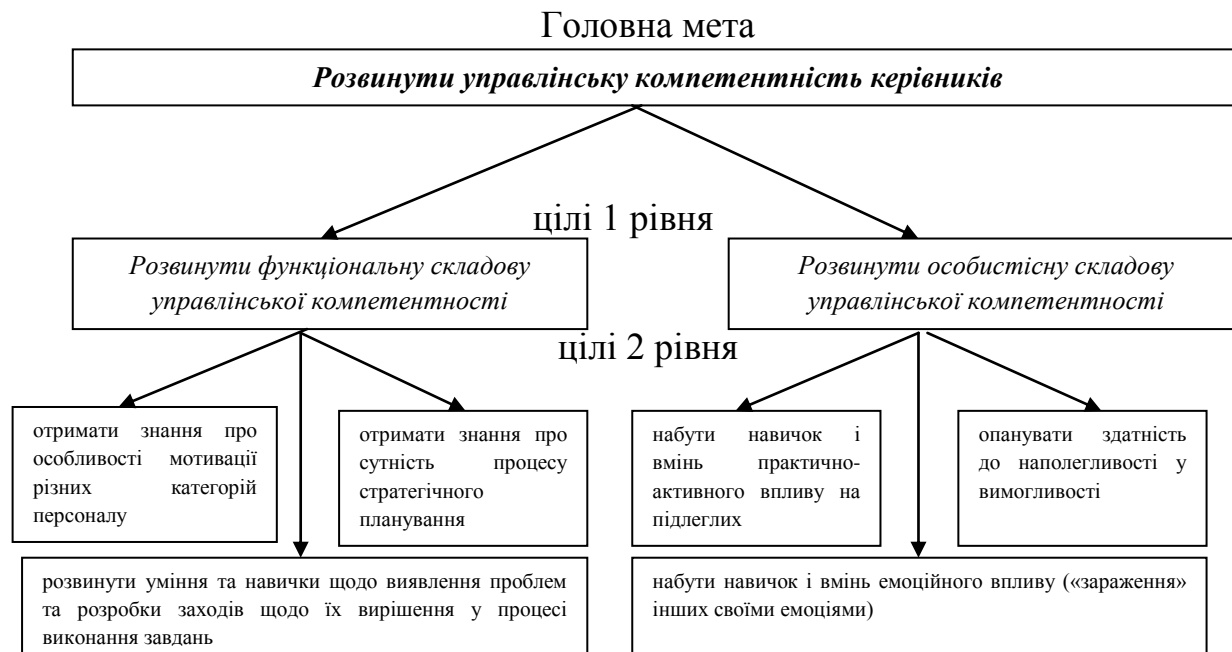 Головна мета
Розвинути управлінську компетентність керівників
цілі 1 рівня
Розвинути функціональну складову
управлінської компетентності
Розвинути особистісну складову
управлінської компетентності
цілі 2 рівня
отримати знання про
особливості мотивації
різних категорій
персоналу
отримати знання про
сутність процесу
стратегічного
планування
набути навичок і
вмінь практично-
активного впливу на
підлеглих
опанувати здатність
до наполегливості у
вимогливості
розвинути уміння та навички щодо виявлення проблем
та розробки заходів щодо їх вирішення у процесі
виконання завдань
набути навичок і вмінь емоційного впливу («зараження»
інших своїми емоціями)